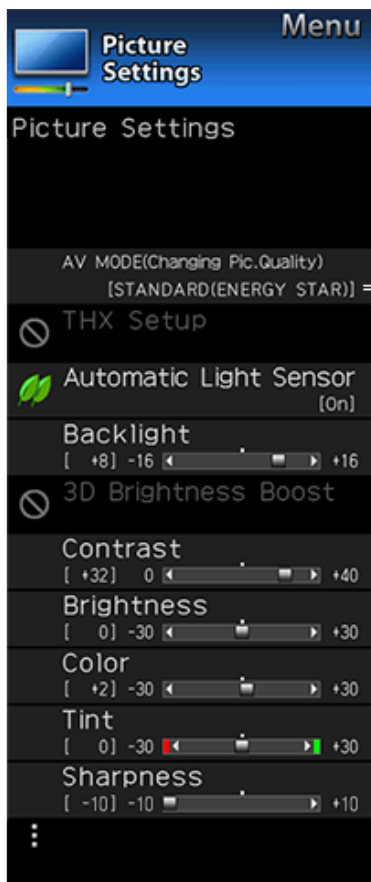 Menu
Picture
Settings
Picture Settings
AV MODE(Changing Pic.Quality)
[STANDARD(ENERGY STAR)]
THX Setup
Automatic Light Sensor
[On]
Backlight
[ +8] -16 +16
3D Brightness Boost
Contrast
[ +32] 0 +40
Brightness
[ 0] -30 +30
Color
[ +2] -30 +30
Tint
[ 0] -30 +30
Sharpness
[ -10] -10 +10